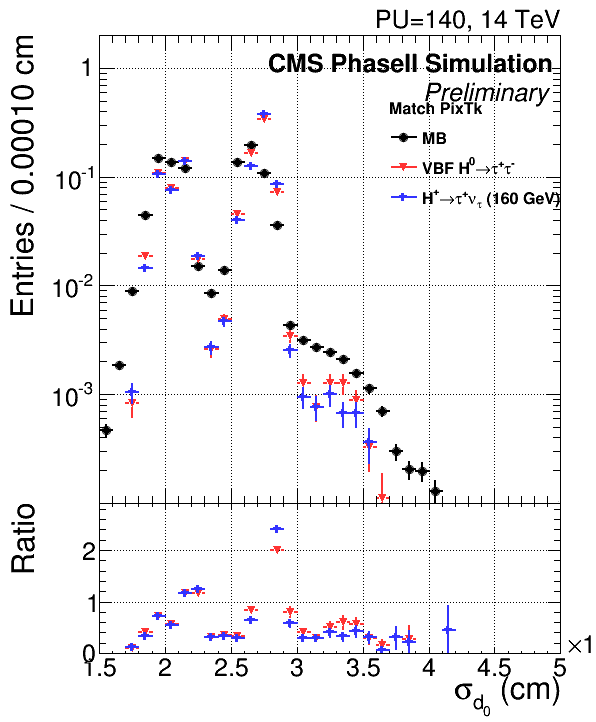 PU=140, 14 TeV
CMS PhaseII Simulation
Preliminary
Match PixTk
MB
VBF H⁰→τ⁺τ⁻
H⁺→τ⁺ντ (160 GeV)
Entries / 0.00010 cm
1
10⁻¹
10⁻²
10⁻³
Ratio
2
1
0
1.5 2 2.5 3 3.5 4 4.5 5
×1
σd₀ (cm)